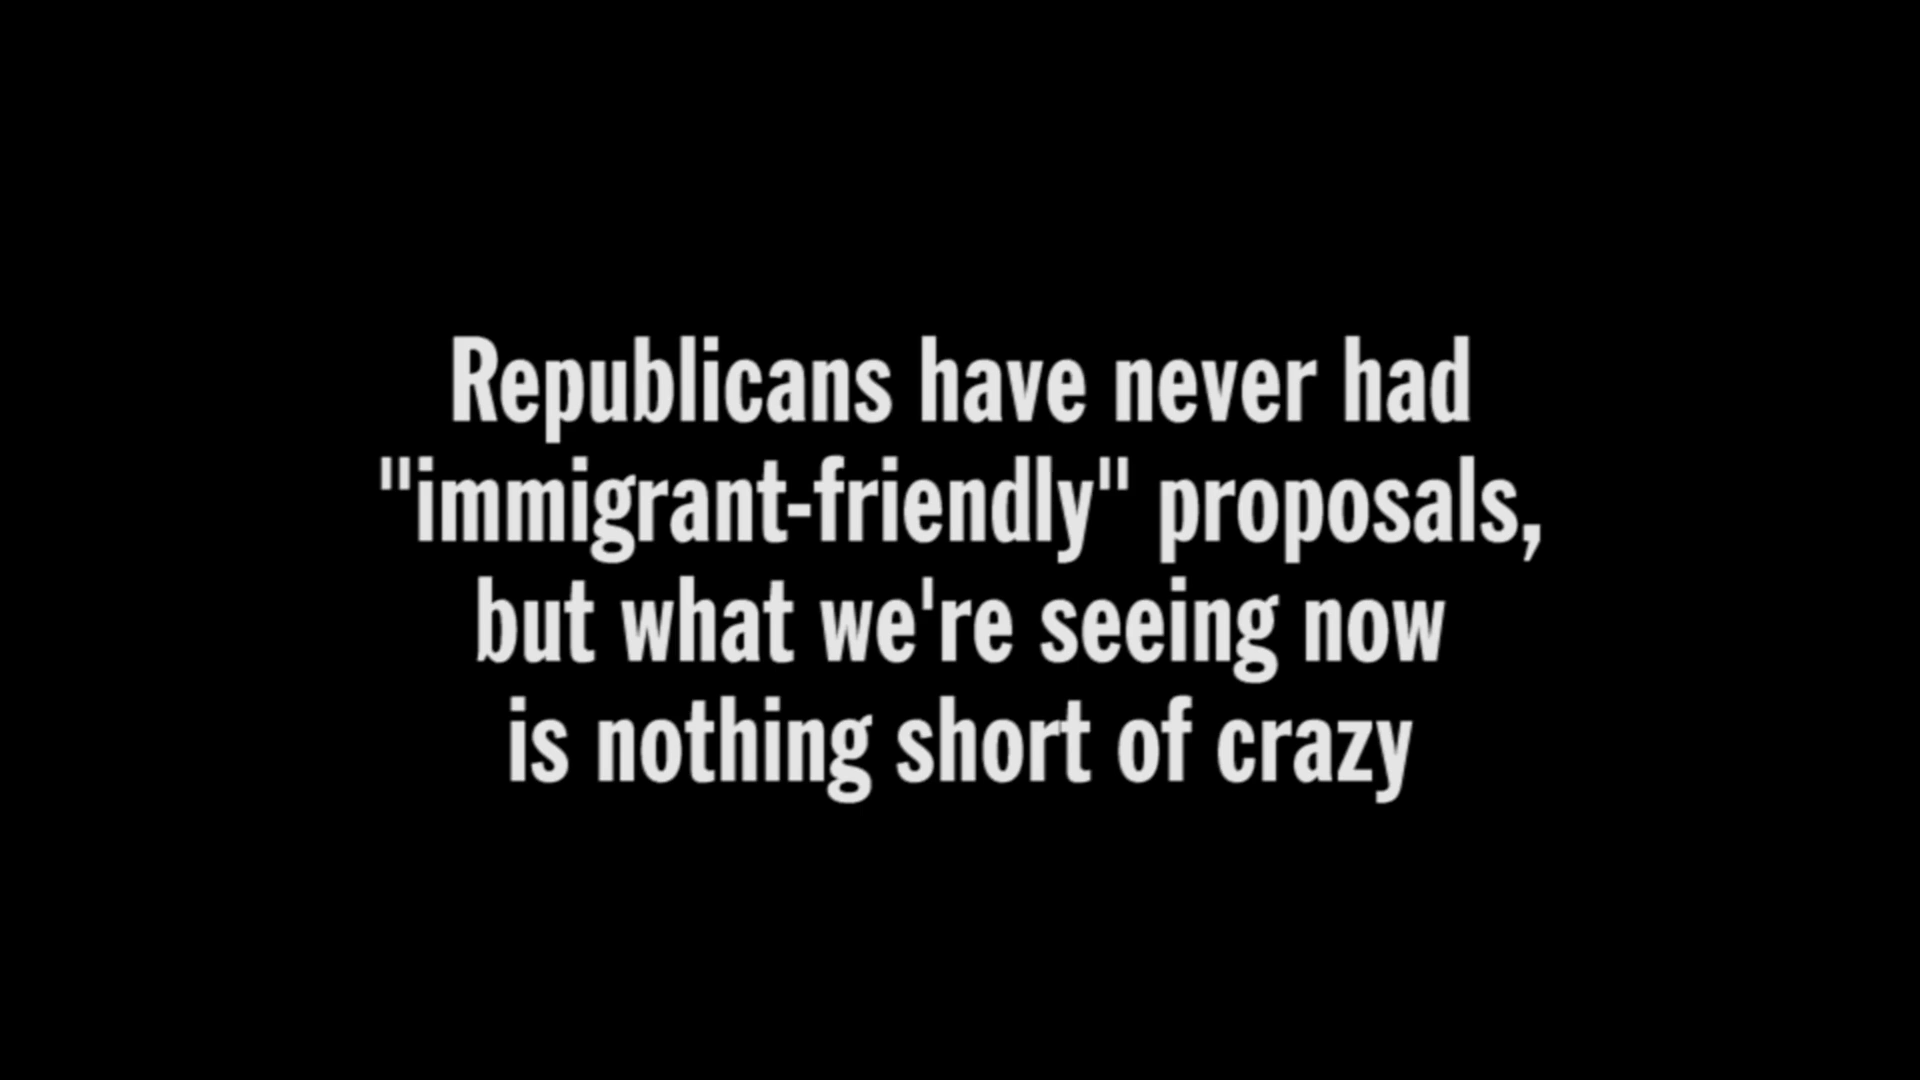 Republicans have never had
"immigrant-friendly" proposals,
but what we're seeing now
is nothing short of crazy